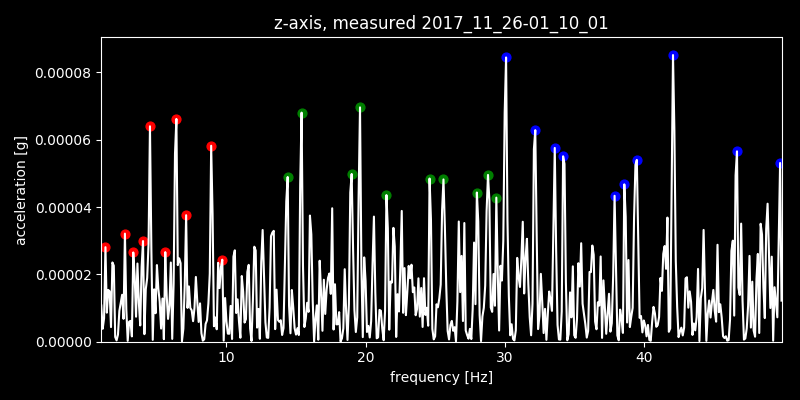 z-axis, measured 2017_11_26-01_10_01
acceleration [g]
0.00008
0.00006
0.00004
0.00002
0.00000
10 20 30 40
frequency [Hz]